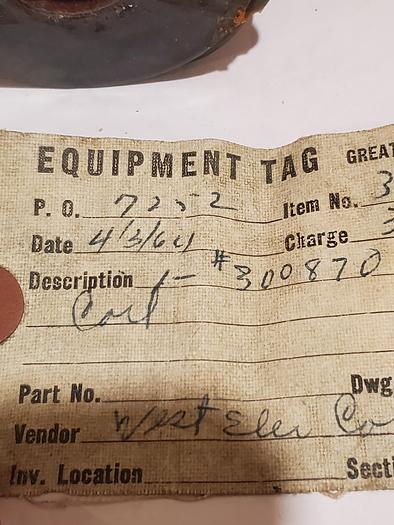 EQUIPMENT TAG GREAT
P. O. 7252 Item No. 3
Date 4/3/64 Charge 3
Description 1- #300870
Coil
Part No. Dwg
Vendor West Elec Co
Inv. Location Secti